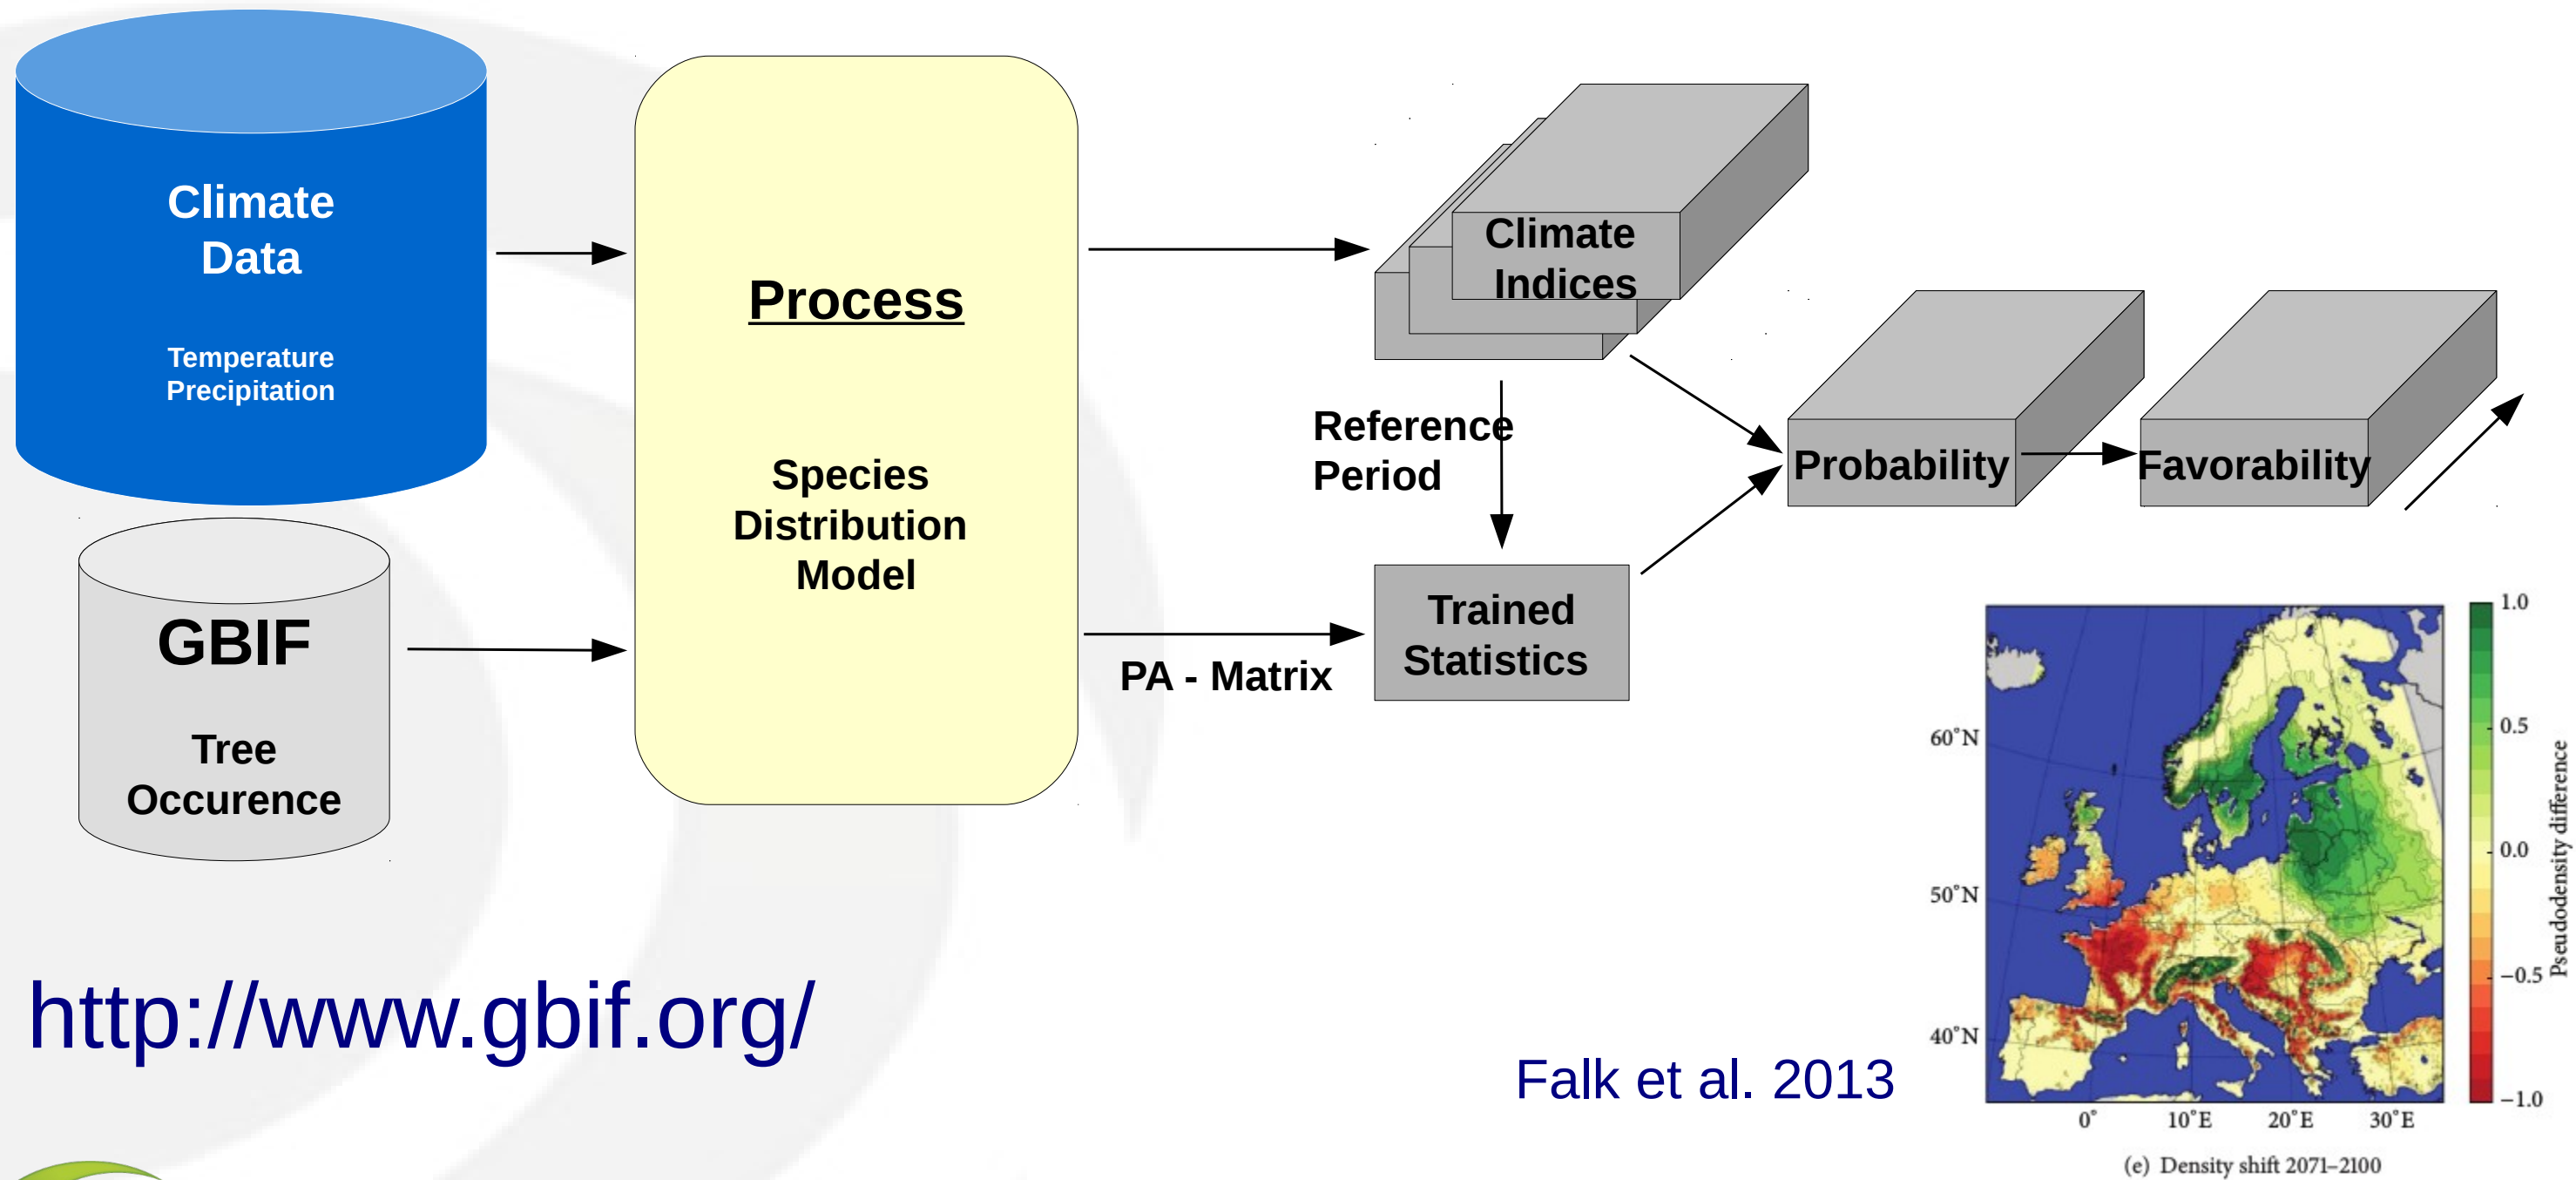 Climate
Data
Temperature
Precipitation
GBIF
Tree
Occurence
Process
Species
Distribution
Model
Climate
Indices
Reference
Period
PA - Matrix
Trained
Statistics
Probability
Favorability
http://www.gbif.org/
Falk et al. 2013
60°N
50°N
40°N
0°
10°E
20°E
30°E
1.0
0.5
0.0
−0.5
−1.0
Pseudodensity difference
(e) Density shift 2071–2100